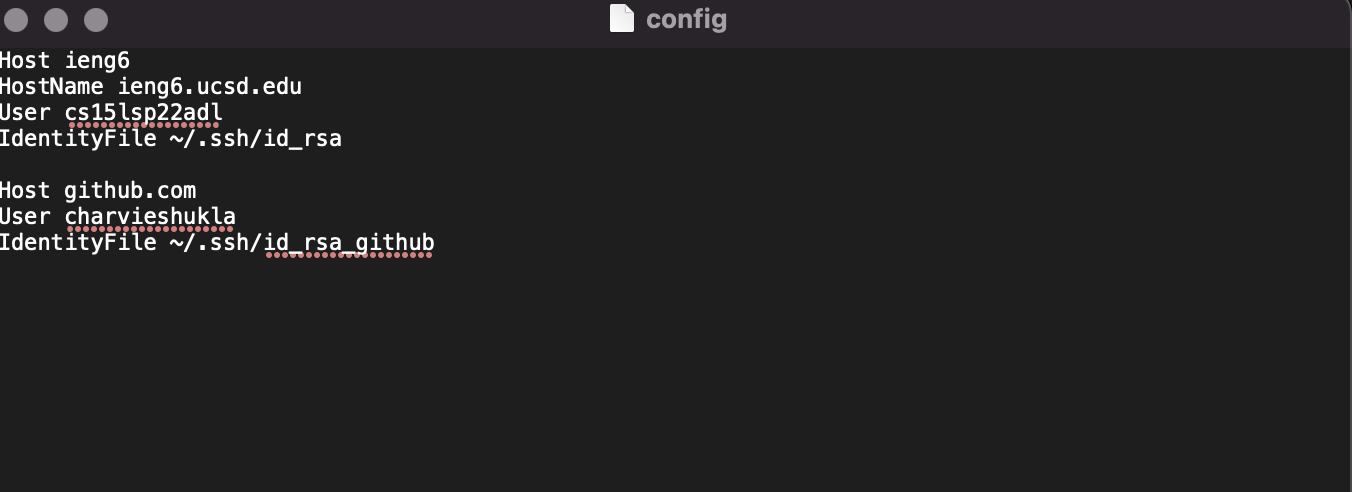 config
Host ieng6
HostName ieng6.ucsd.edu
User cs15lsp22adl
IdentityFile ~/.ssh/id_rsa
Host github.com
User charvieshukla
IdentityFile ~/.ssh/id_rsa_github